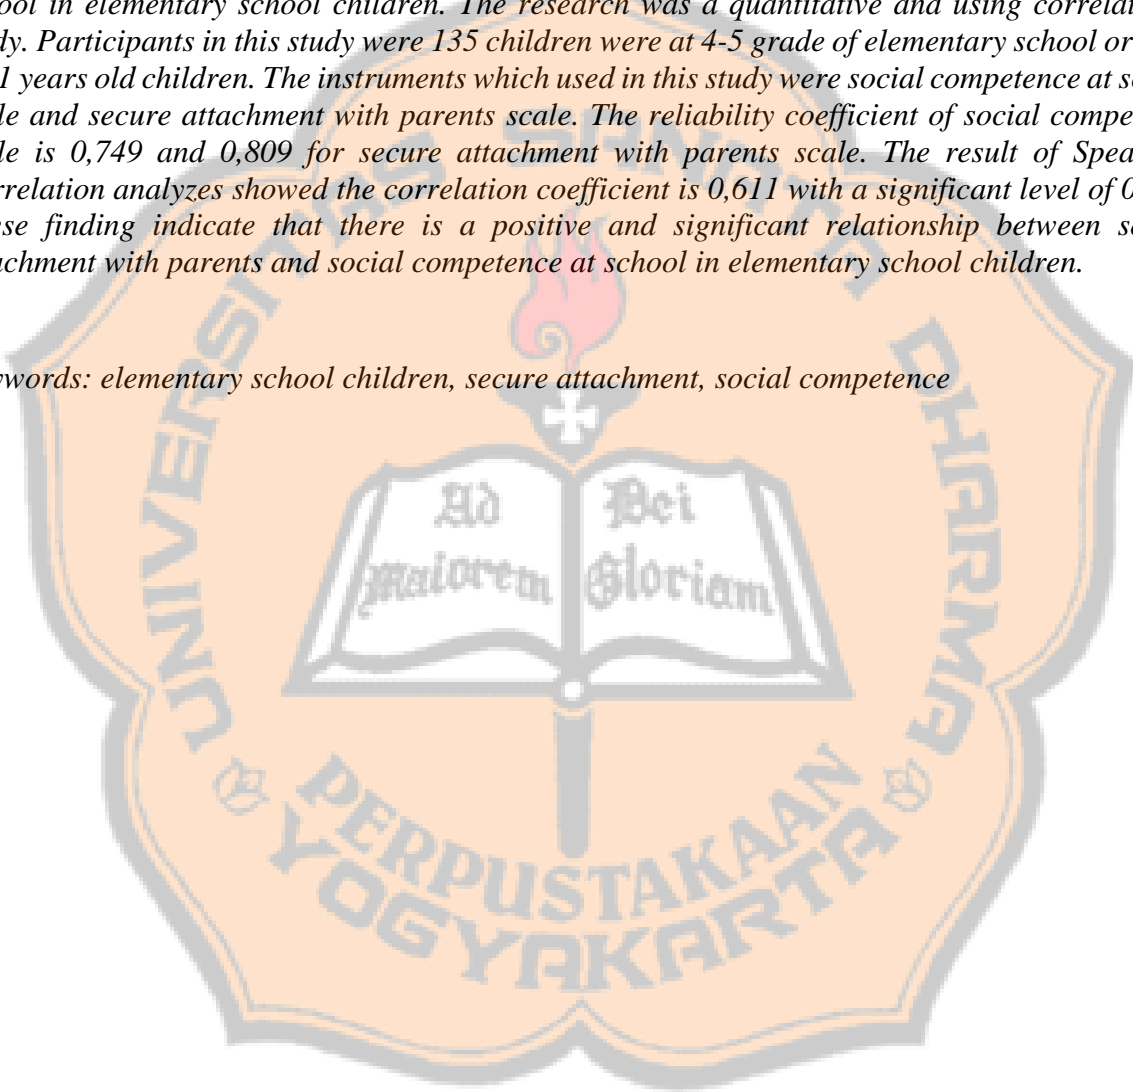 ool in elementary school children. The research was a quantitative and using correlat
dy. Participants in this study were 135 children were at 4-5 grade of elementary school or
1 years old children. The instruments which used in this study were social competence at s
le and secure attachment with parents scale. The reliability coefficient of social compe
le is 0,749 and 0,809 for secure attachment with parents scale. The result of Spea
rrelation analyzes showed the correlation coefficient is 0,611 with a significant level of 0
ese finding indicate that there is a positive and significant relationship between s
achment with parents and social competence at school in elementary school children.
ywords: elementary school children, secure attachment, social competence
UNIVERSITAS SANATA DHARMA
Ad Dei
maiorem Gloriam
PERPUSTAKAAN
YOGYAKARTA